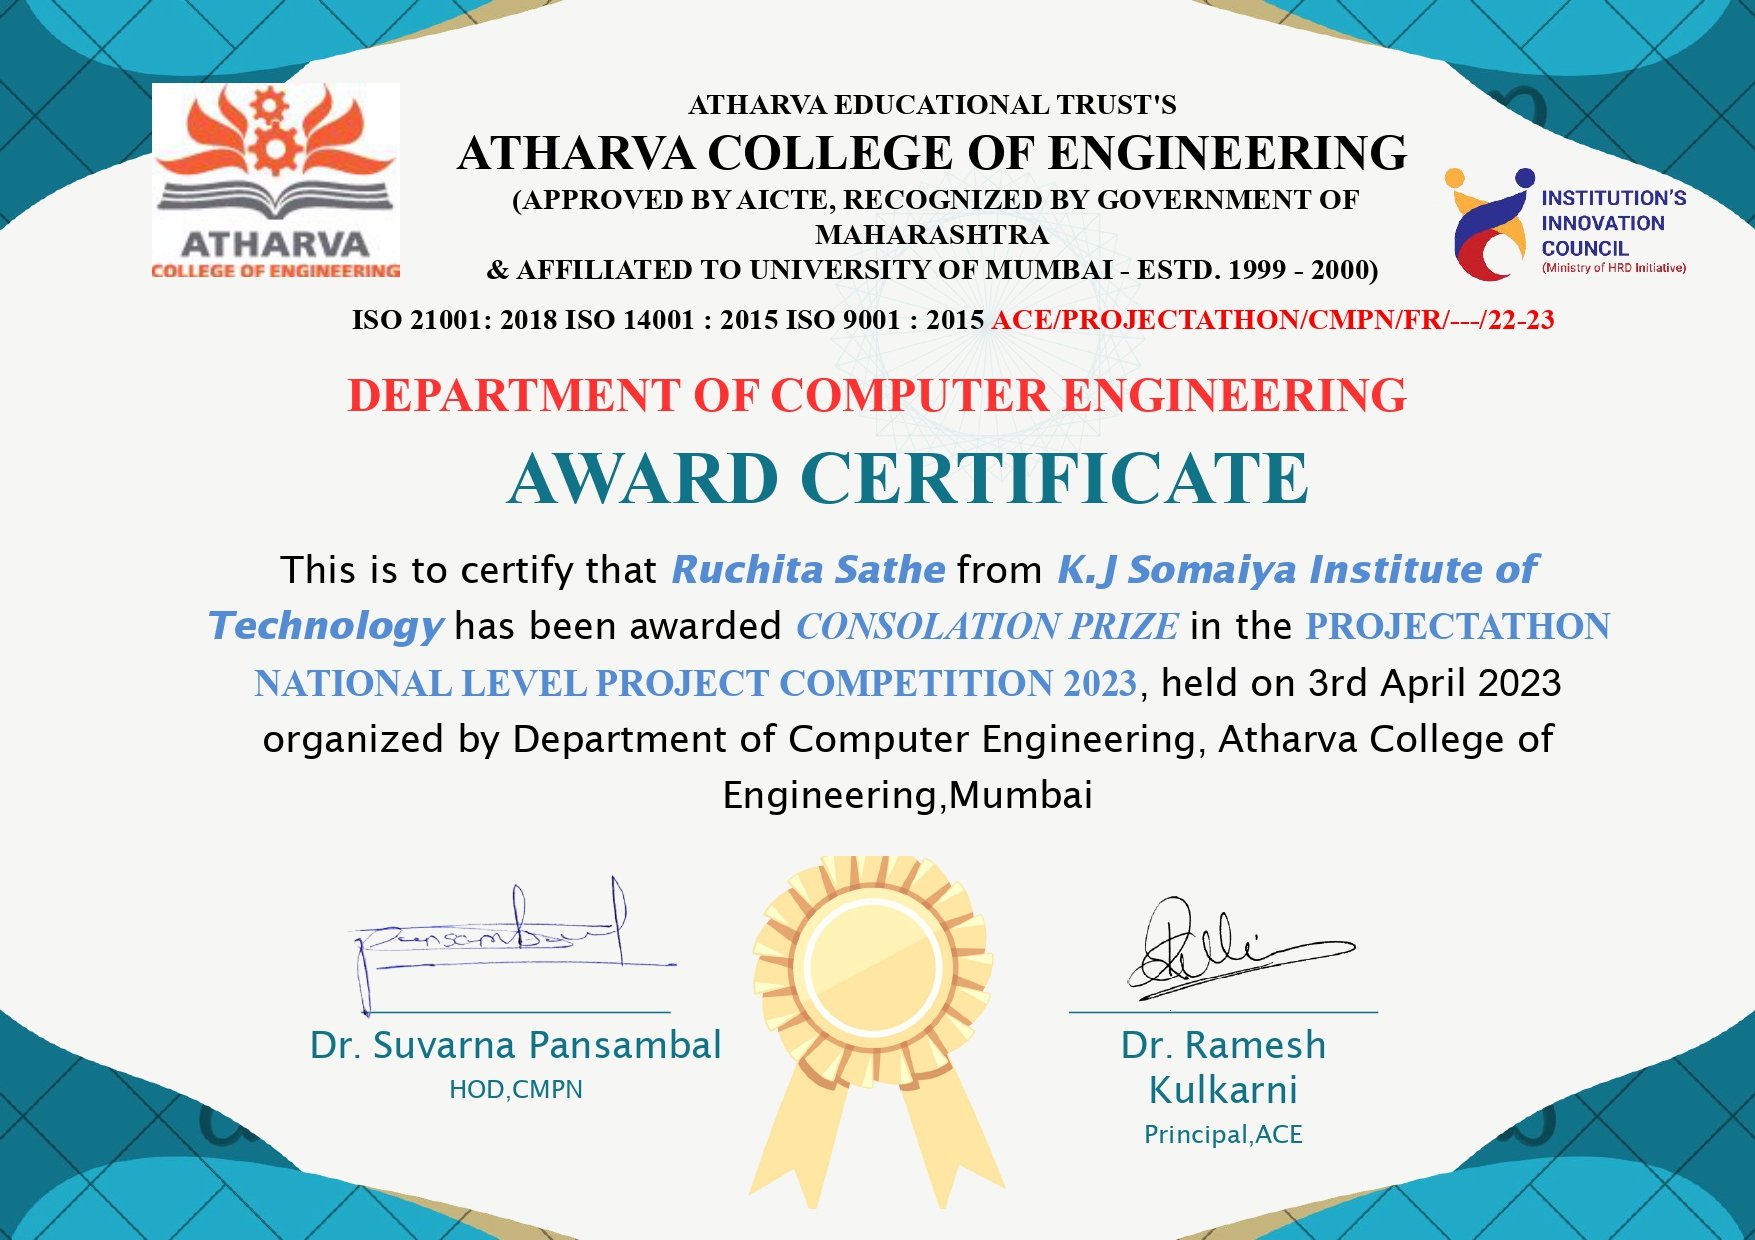 ATHARVA
COLLEGE OF ENGINEERING
ATHARVA EDUCATIONAL TRUST'S
ATHARVA COLLEGE OF ENGINEERING
(APPROVED BY AICTE, RECOGNIZED BY GOVERNMENT OF
MAHARASHTRA
& AFFILIATED TO UNIVERSITY OF MUMBAI - ESTD. 1999 - 2000)
INSTITUTION'S
INNOVATION
COUNCIL
(Ministry of HRD Initiative)
ISO 21001: 2018 ISO 14001 : 2015 ISO 9001 : 2015 ACE/PROJECTATHON/CMPN/FR/---/22-23
DEPARTMENT OF COMPUTER ENGINEERING
AWARD CERTIFICATE
This is to certify that Ruchita Sathe from K.J Somaiya Institute of
Technology has been awarded CONSOLATION PRIZE in the PROJECTATHON
NATIONAL LEVEL PROJECT COMPETITION 2023, held on 3rd April 2023
organized by Department of Computer Engineering, Atharva College of
Engineering,Mumbai
Dr. Suvarna Pansambal
HOD,CMPN
Dr. Ramesh
Kulkarni
Principal,ACE